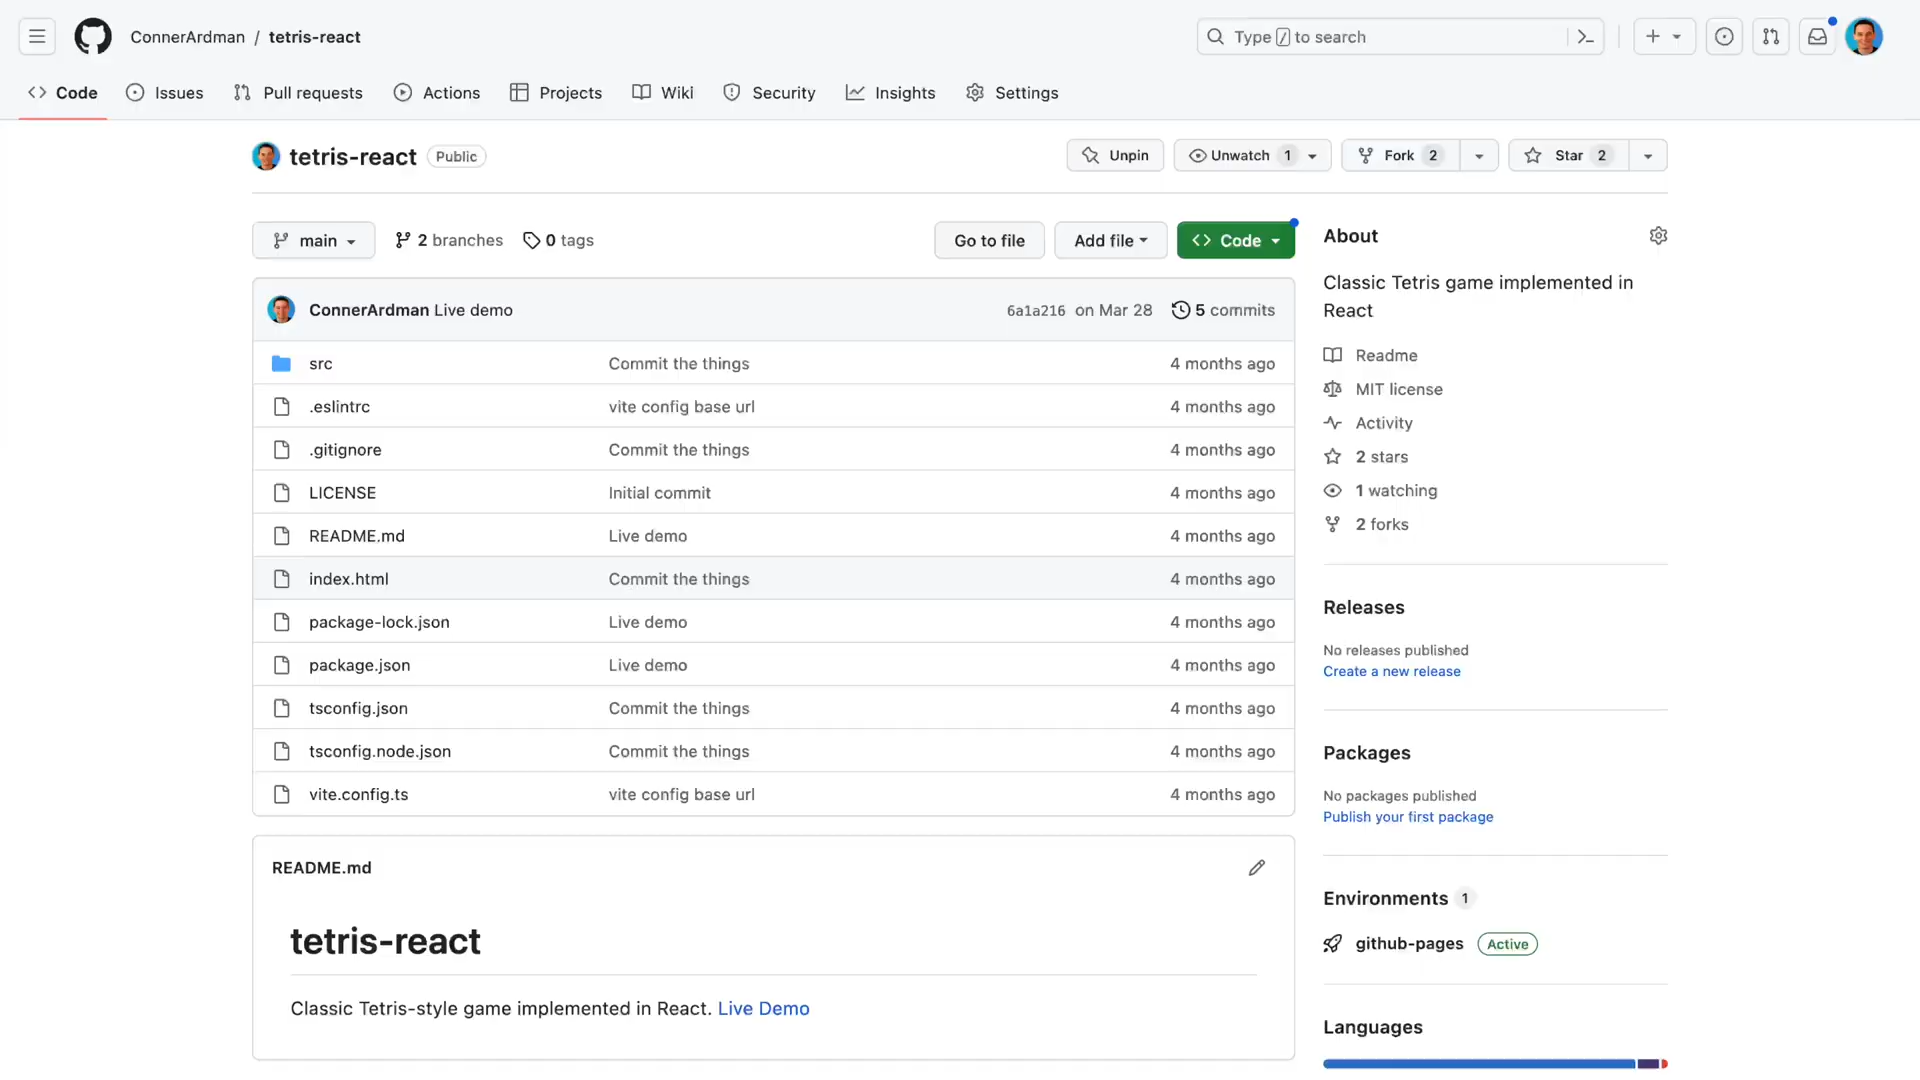 ConnerArdman / tetris-react
Type / to search
Code Issues Pull requests Actions Projects Wiki Security Insights Settings
tetris-react Public
Unpin Unwatch 1 Fork 2 Star 2
main 2 branches 0 tags
Go to file Add file Code
ConnerArdman Live demo 6a1a216 on Mar 28 5 commits
src Commit the things 4 months ago
.eslintrc vite config base url 4 months ago
.gitignore Commit the things 4 months ago
LICENSE Initial commit 4 months ago
README.md Live demo 4 months ago
index.html Commit the things 4 months ago
package-lock.json Live demo 4 months ago
package.json Live demo 4 months ago
tsconfig.json Commit the things 4 months ago
tsconfig.node.json Commit the things 4 months ago
vite.config.ts vite config base url 4 months ago
README.md
tetris-react
Classic Tetris-style game implemented in React. Live Demo
About
Classic Tetris game implemented in
React
Readme
MIT license
Activity
2 stars
1 watching
2 forks
Releases
No releases published
Create a new release
Packages
No packages published
Publish your first package
Environments 1
github-pages Active
Languages